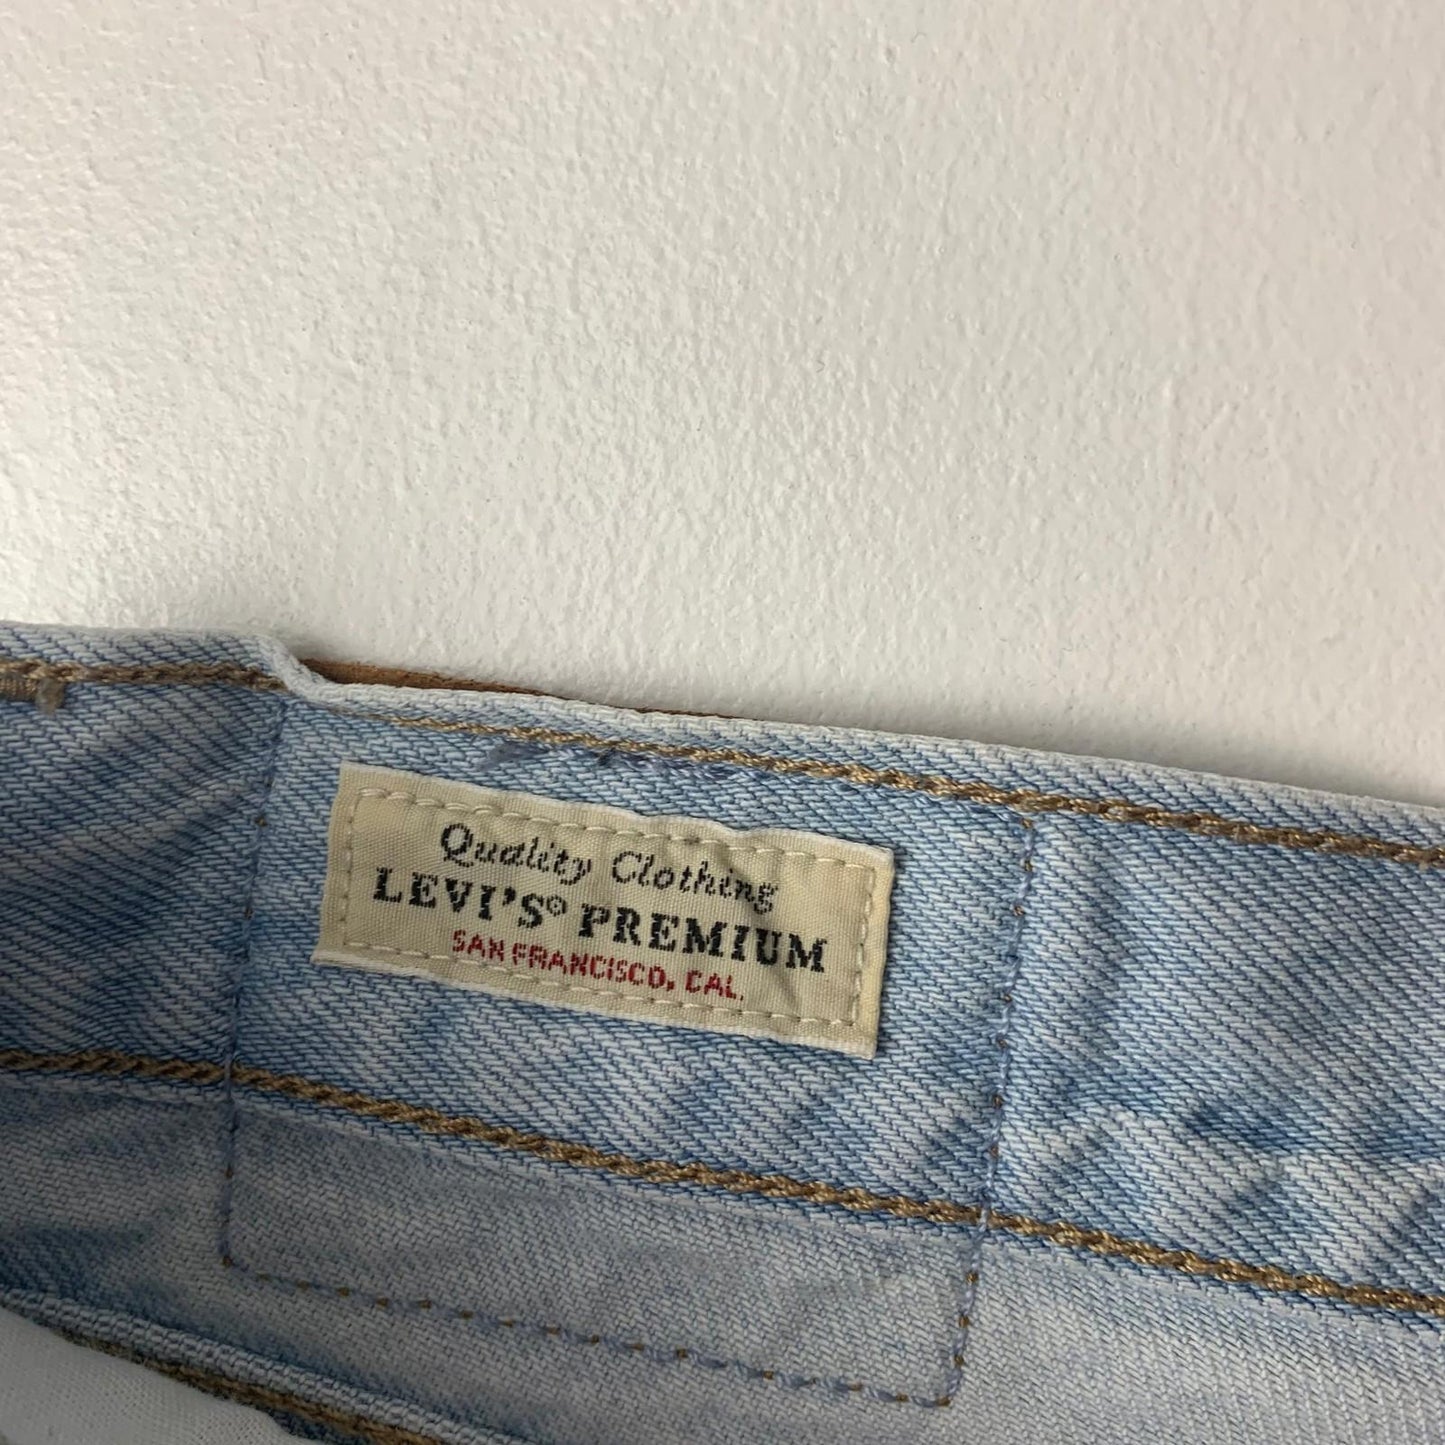 Quality Clothing
LEVI'S® PREMIUM
SAN FRANCISCO, CAL.